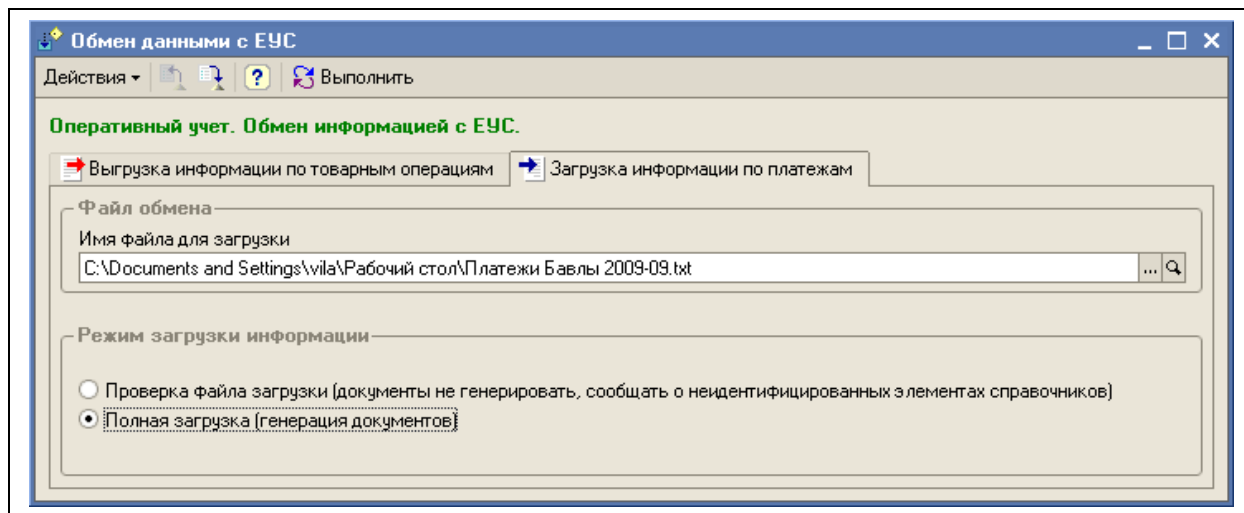 Обмен данными с ЕУС
Действия ? Выполнить
Оперативный учет. Обмен информацией с ЕУС.
Выгрузка информации по товарным операциям Загрузка информации по платежам
Файл обмена
Имя файла для загрузки
C:\Documents and Settings\vila\Рабочий стол\Платежи Бавлы 2009-09.txt ...
Режим загрузки информации
Проверка файла загрузки (документы не генерировать, сообщать о неидентифицированных элементах справочников)
Полная загрузка (генерация документов)